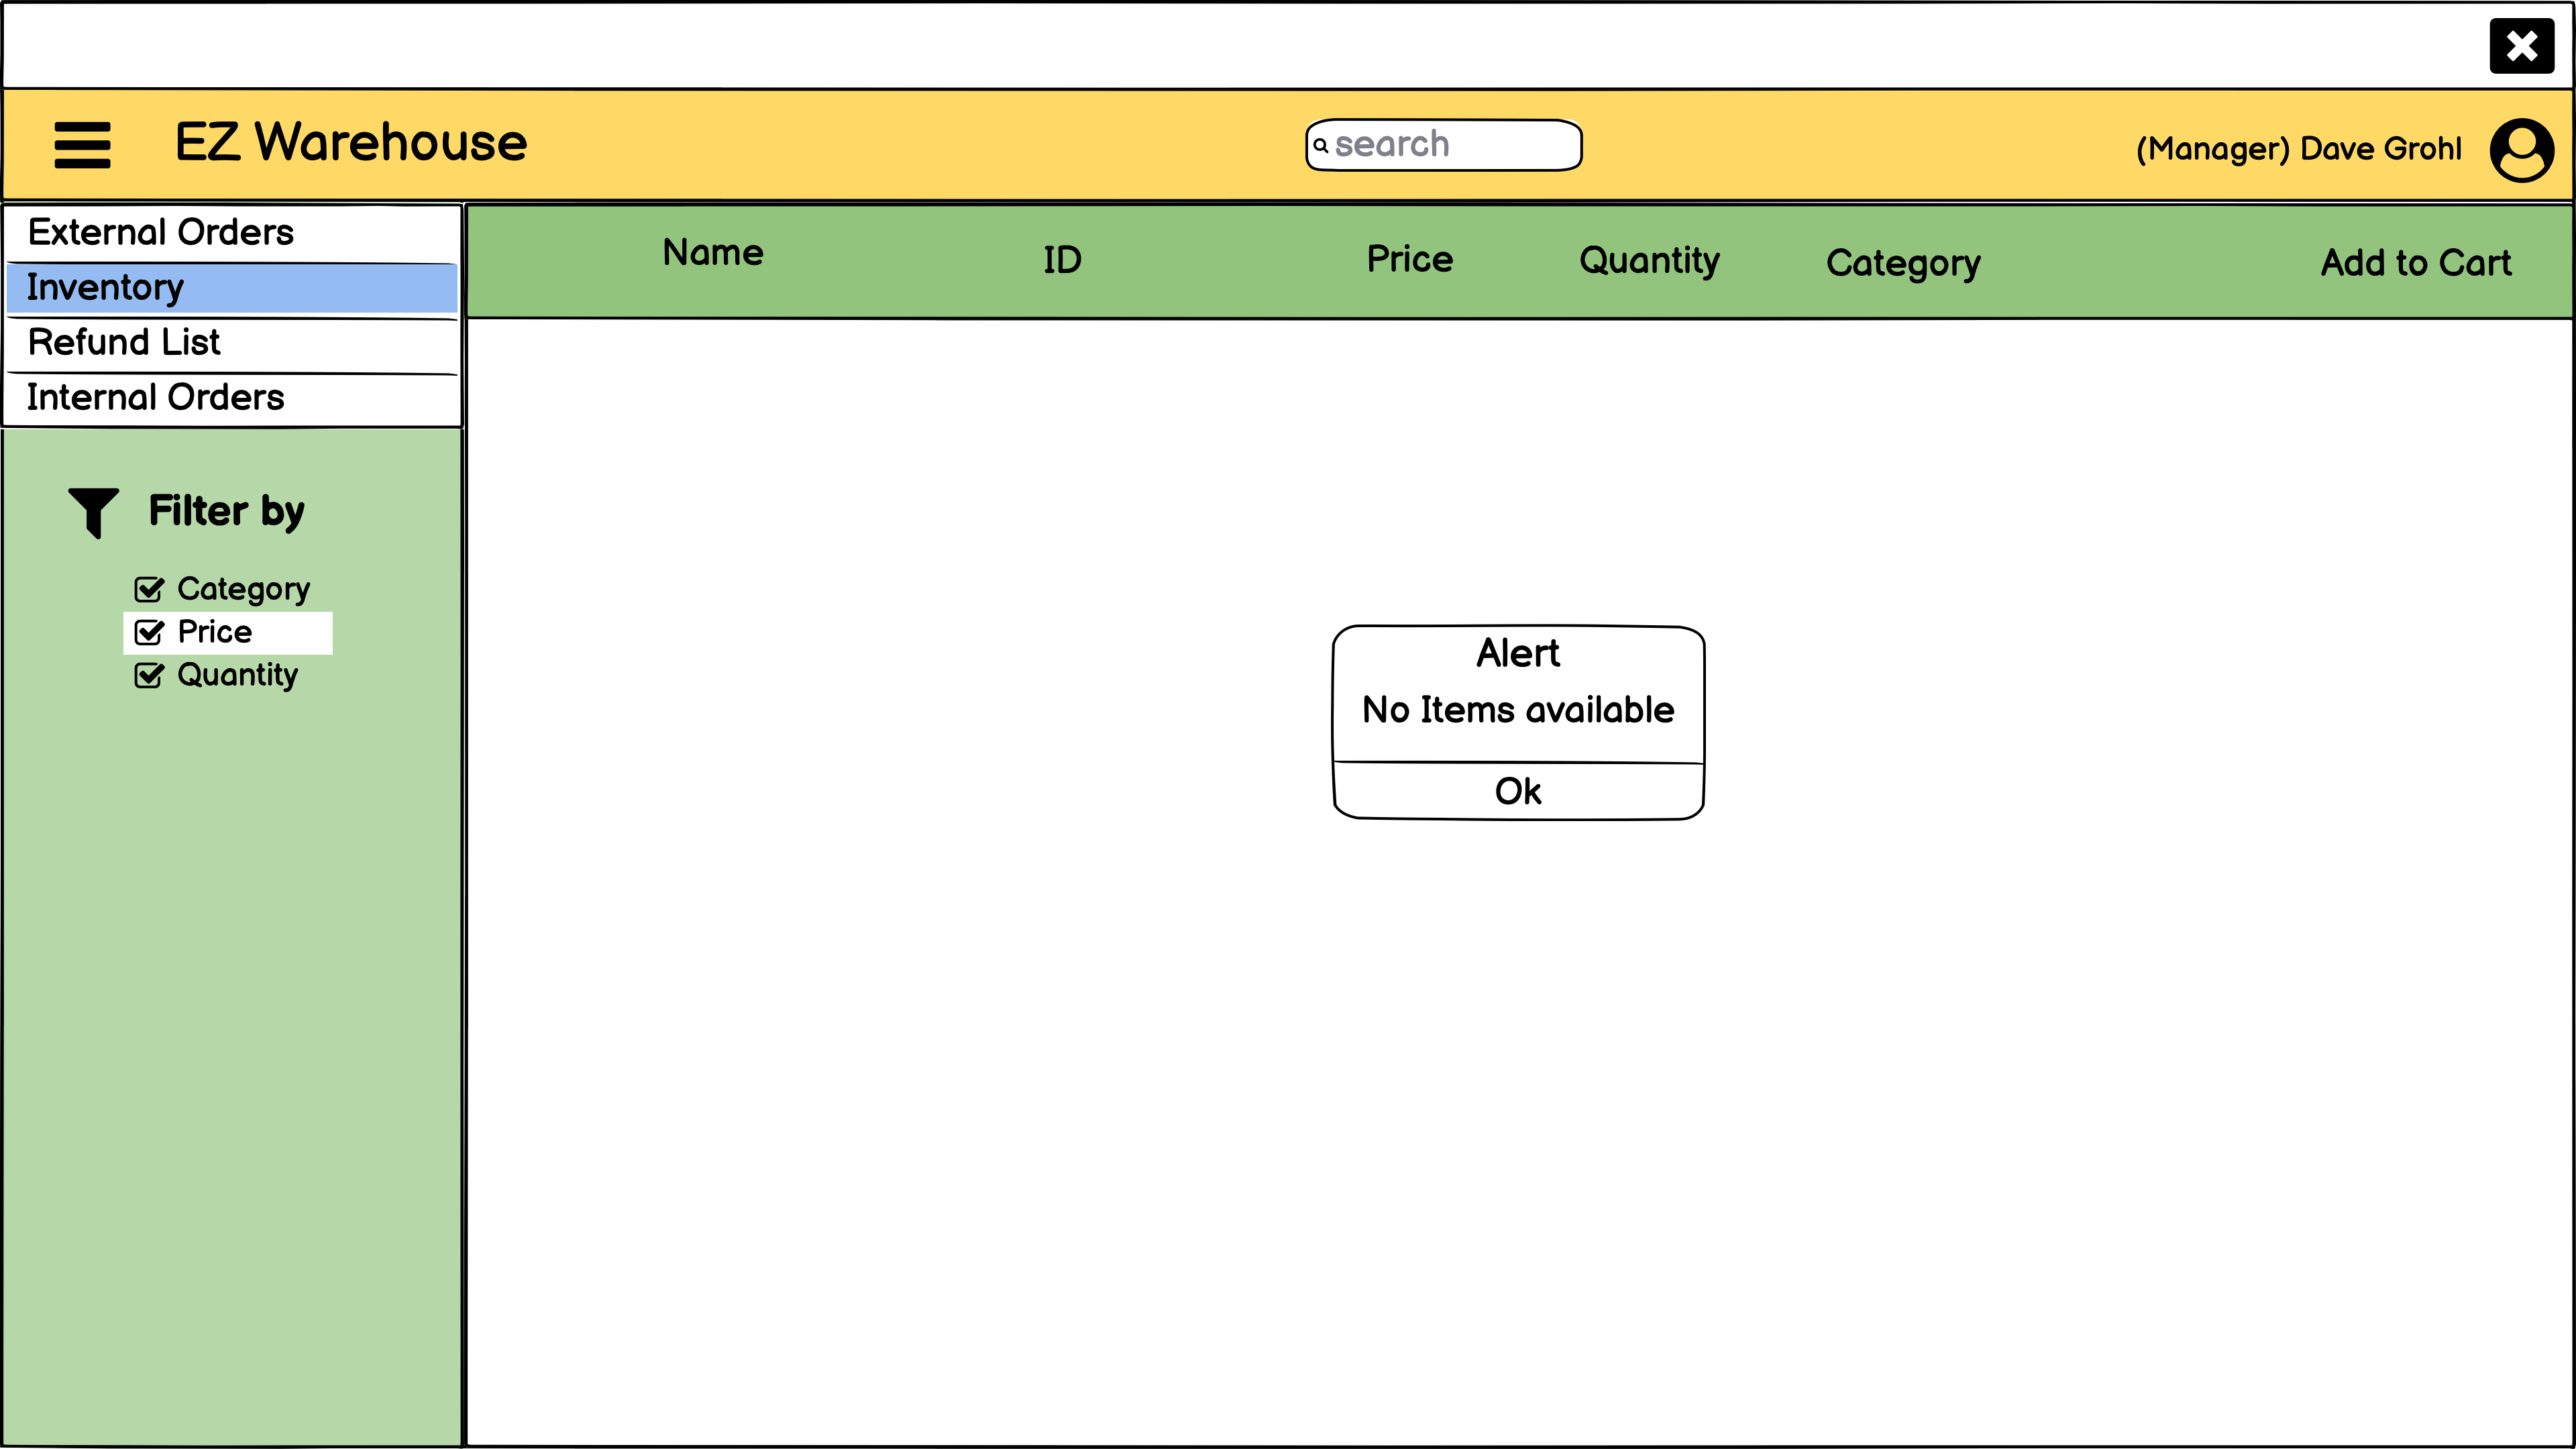 EZ Warehouse
search
(Manager) Dave Grohl
External Orders
Inventory
Refund List
Internal Orders
Name ID Price Quantity Category Add to Cart
Filter by
Category
Price
Quantity
Alert
No Items available
Ok